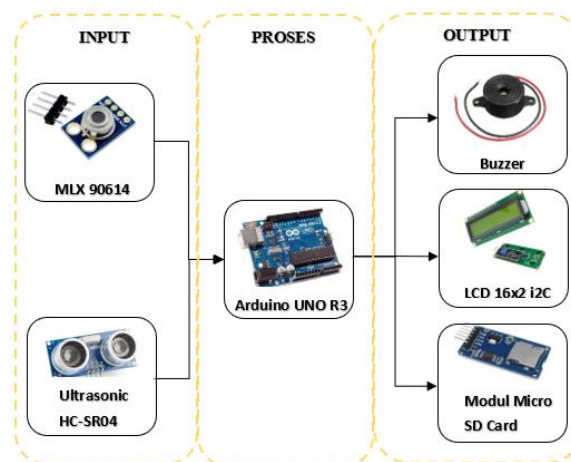 INPUT
PROSES
OUTPUT
MLX 90614
Ultrasonic
HC-SR04
Arduino UNO R3
Buzzer
LCD 16x2 i2C
Modul Micro
SD Card